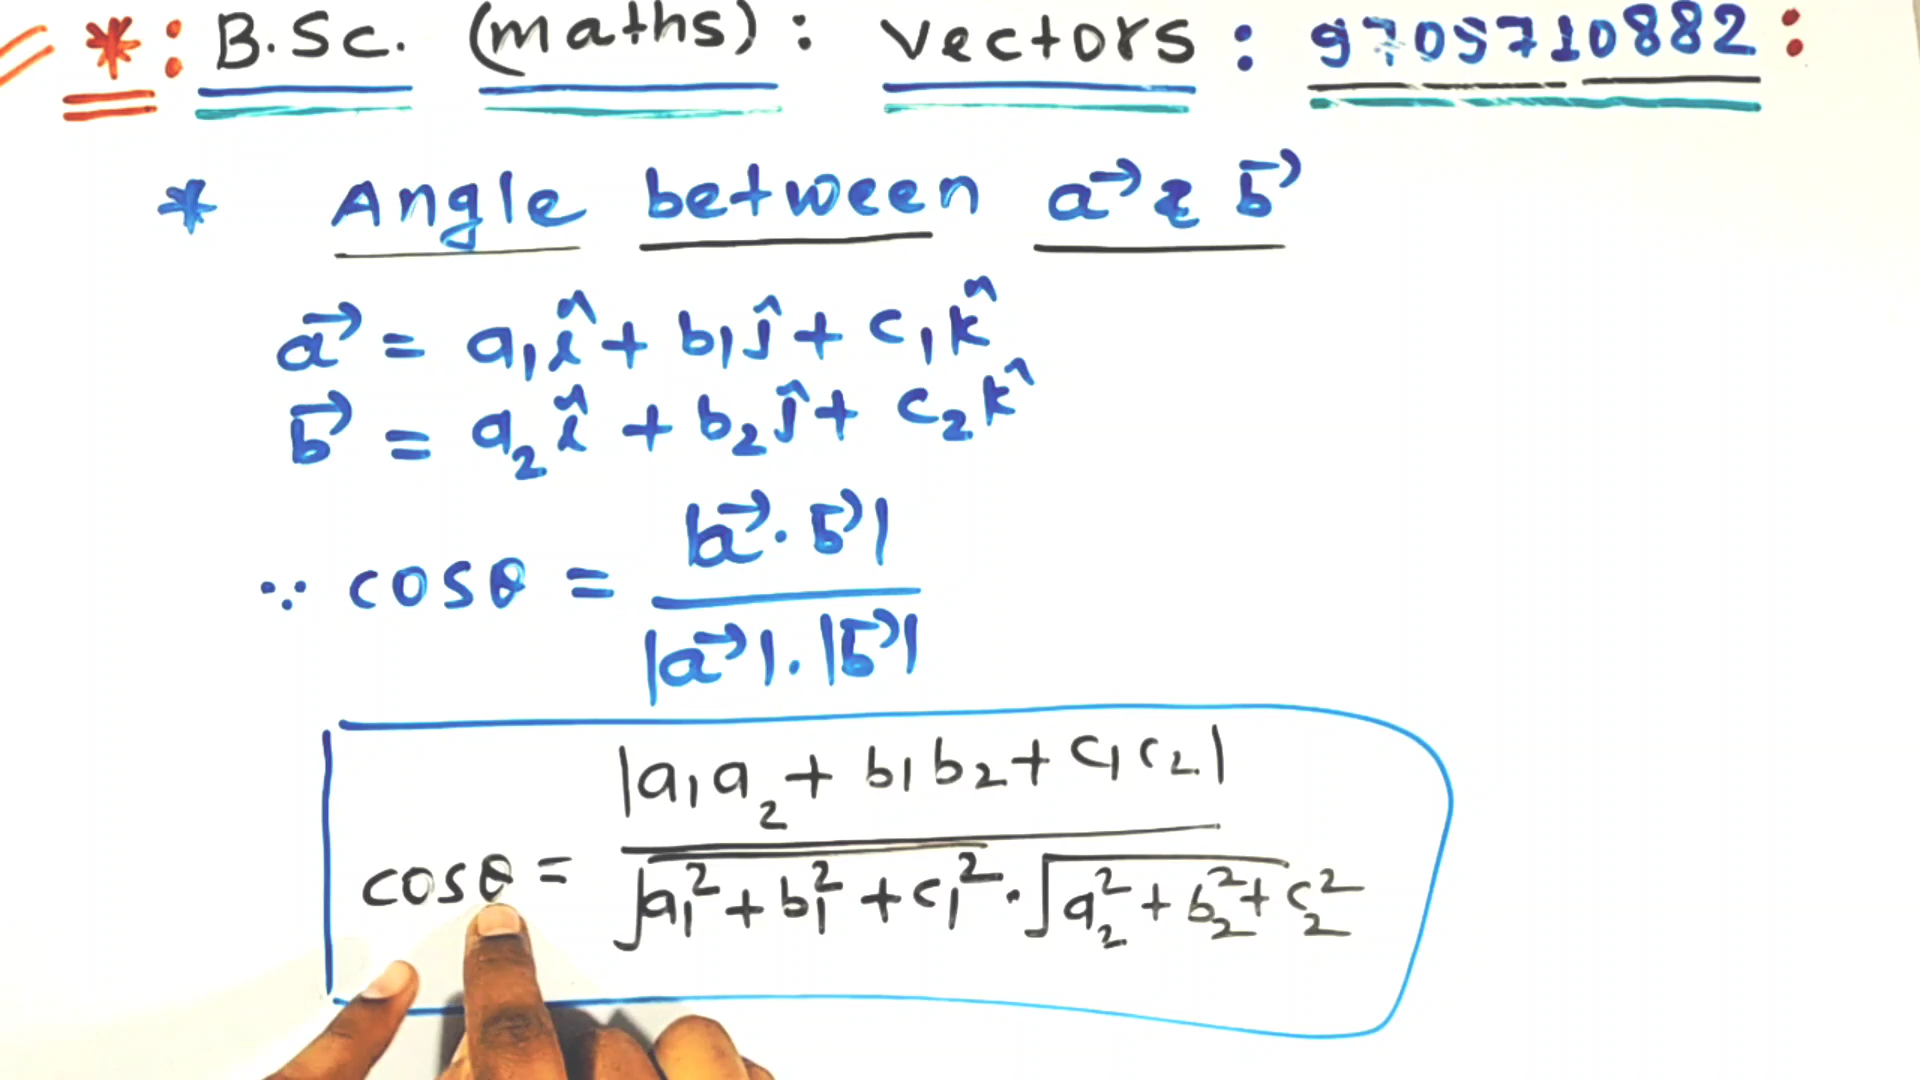 *: B.Sc. (maths): Vectors: 9705710882:
* Angle between a⃗ & b⃗
a⃗ = a₁î + b₁ĵ + c₁k̂
b⃗ = a₂î + b₂ĵ + c₂k̂
∵ cosθ = |a⃗ · b⃗| / |a⃗| · |b⃗|
cosθ = |a₁a₂ + b₁b₂ + c₁c₂| / √a₁² + b₁² + c₁² · √a₂² + b₂² + c₂²